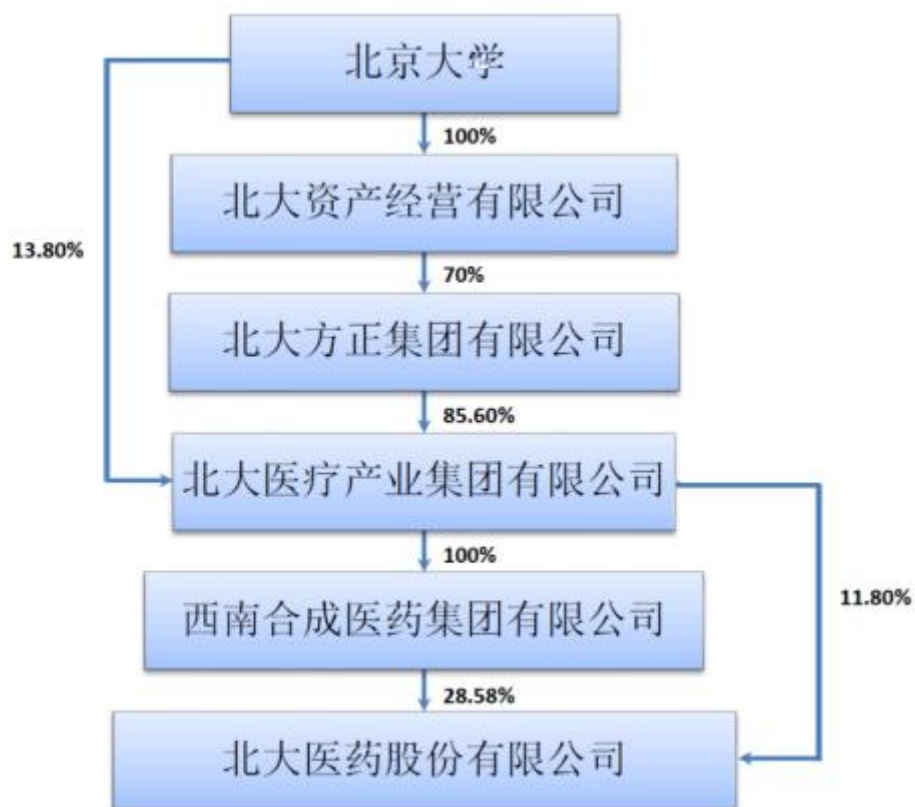 北京大学
100%
北大资产经营有限公司
13.80%
70%
北大方正集团有限公司
85.60%
北大医疗产业集团有限公司
100%
西南合成医药集团有限公司
11.80%
28.58%
北大医药股份有限公司